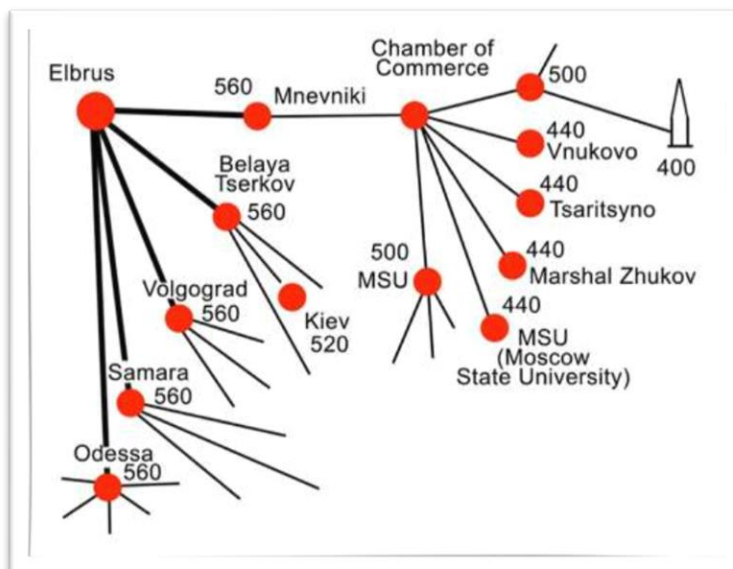 Elbrus
560
Mnevniki
Chamber of
Commerce
500
400
440
Vnukovo
440
Tsaritsyno
440
Marshal Zhukov
440
MSU
(Moscow
State University)
500
MSU
Belaya
Tserkov
560
Kiev
520
Volgograd
560
Samara
560
Odessa
560